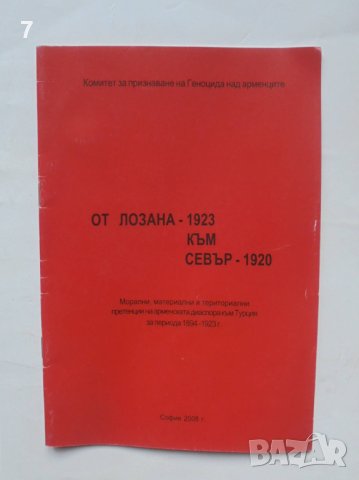 7
Комитет за признаване на Геноцида над арменците
ОТ ЛОЗАНА - 1923
КЪМ
СЕВЪР - 1920
Морални, материални и териториални
претенции на арменската диаспора към Турция
за периода 1894-1923 г.
София 2008 г.
BAZAR